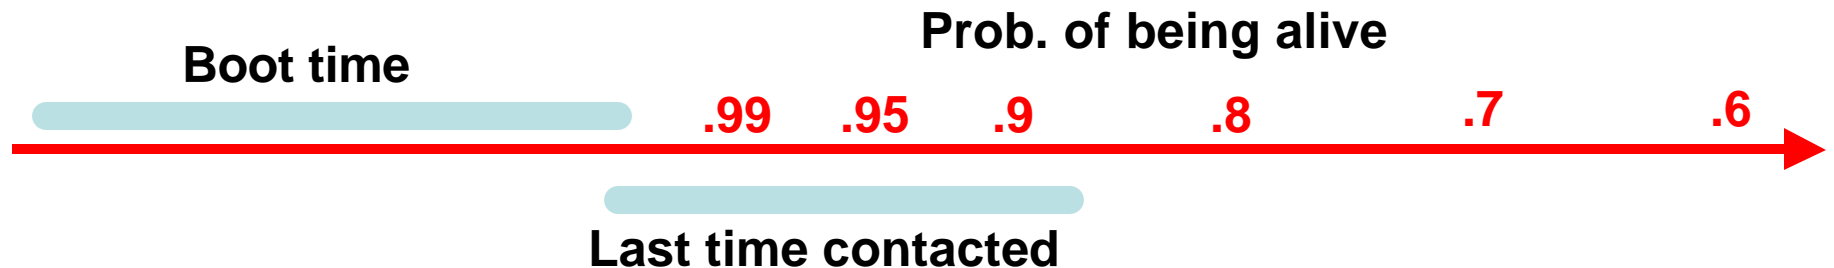 Prob. of being alive
Boot time
.99 .95 .9 .8 .7 .6
Last time contacted